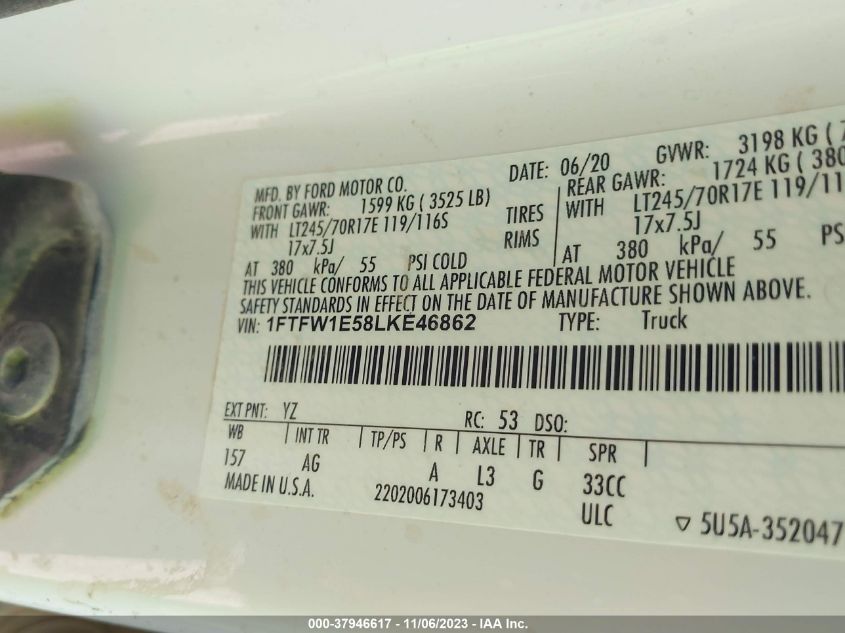 MFD. BY FORD MOTOR CO. DATE: 06/20 GVWR: 3198 KG ( 7
FRONT GAWR: 1599 KG ( 3525 LB) REAR GAWR: 1724 KG ( 380
WITH LT245/70R17E 119/116S TIRES WITH LT245/70R17E 119/11
17x7.5J RIMS 17x7.5J
AT 380 kPa/ 55 PSI COLD AT 380 kPa/ 55 PS
THIS VEHICLE CONFORMS TO ALL APPLICABLE FEDERAL MOTOR VEHICLE
SAFETY STANDARDS IN EFFECT ON THE DATE OF MANUFACTURE SHOWN ABOVE.
VIN: 1FTFW1E58LKE46862 TYPE: Truck
EXT PNT: YZ RC: 53 DSO:
WB INT TR TP/PS R AXLE TR SPR
157 AG A L3 G 33CC
MADE IN U.S.A. 2202006173403 ULC
▽ 5U5A-352047
000-37946617 - 11/06/2023 - IAA Inc.